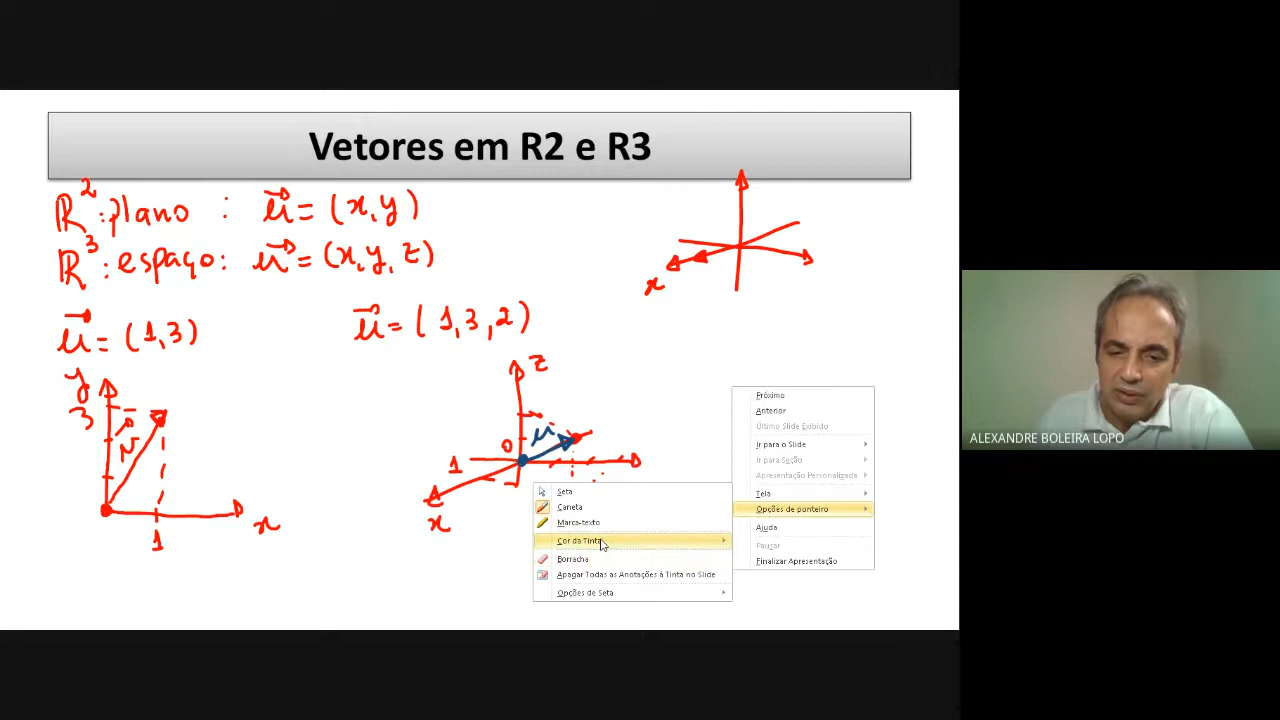 Vetores em R2 e R3
R²: plano : u⃗ = (x, y)
R³: espaço: u⃗ = (x, y, z)
x
u⃗ = (1, 3)
u⃗ = (1, 3, 2)
y
3
x
1
z
0
u
1
x
Próximo
Anterior
Último Slide Exibido
Ir para o Slide
Ir para Seção
Apresentação Personalizada
Tela
Opções de ponteiro
Ajuda
Pausar
Finalizar Apresentação
Seta
Caneta
Marca-texto
Cor da Tinta
Borracha
Apagar Todas as Anotações à Tinta no Slide
Opções de Seta
ALEXANDRE BOLEIRA LOPO